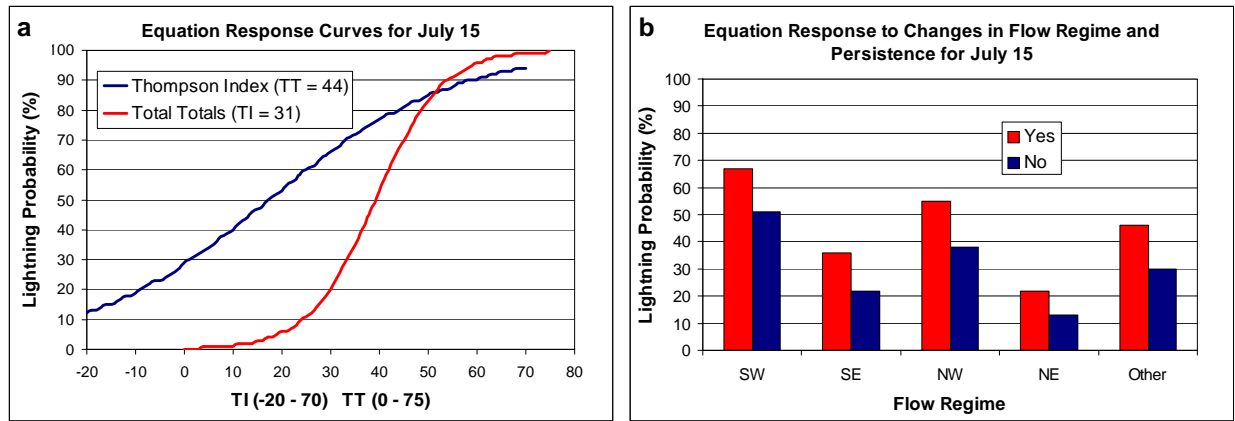 a
Equation Response Curves for July 15
Lightning Probability (%)
100
90
80
70
60
50
40
30
20
10
0
Thompson Index (TT = 44)
Total Totals (TI = 31)
-20 -10 0 10 20 30 40 50 60 70 80
TI (-20 - 70) TT (0 - 75)
b
Equation Response to Changes in Flow Regime and
Persistence for July 15
Lightning Probability (%)
100
90
80
70
60
50
40
30
20
10
0
Yes
No
SW SE NW NE Other
Flow Regime